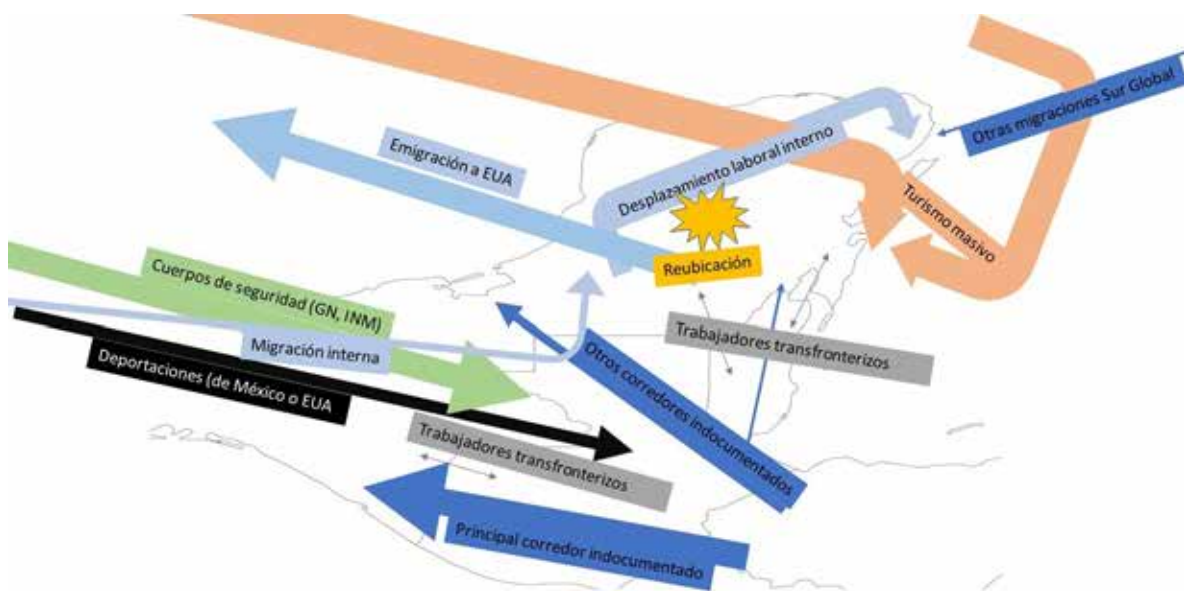 Otras migraciones Sur Global
Desplazamiento laboral interno
Emigración a EUA
Turismo masivo
Reubicación
Cuerpos de seguridad (GN, INM)
Migración interna
Trabajadores transfronterizos
Deportaciones (de México o EUA
Otros corredores indocumentados
Trabajadores transfronterizos
Principal corredor indocumentado